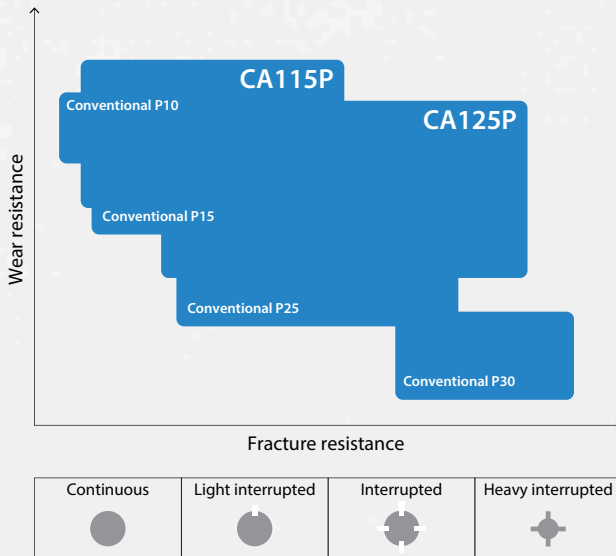 CA115P
Conventional P10
CA125P
Wear resistance
Conventional P15
Conventional P25
Conventional P30
Fracture resistance
Continuous
Light interrupted
Interrupted
Heavy interrupted